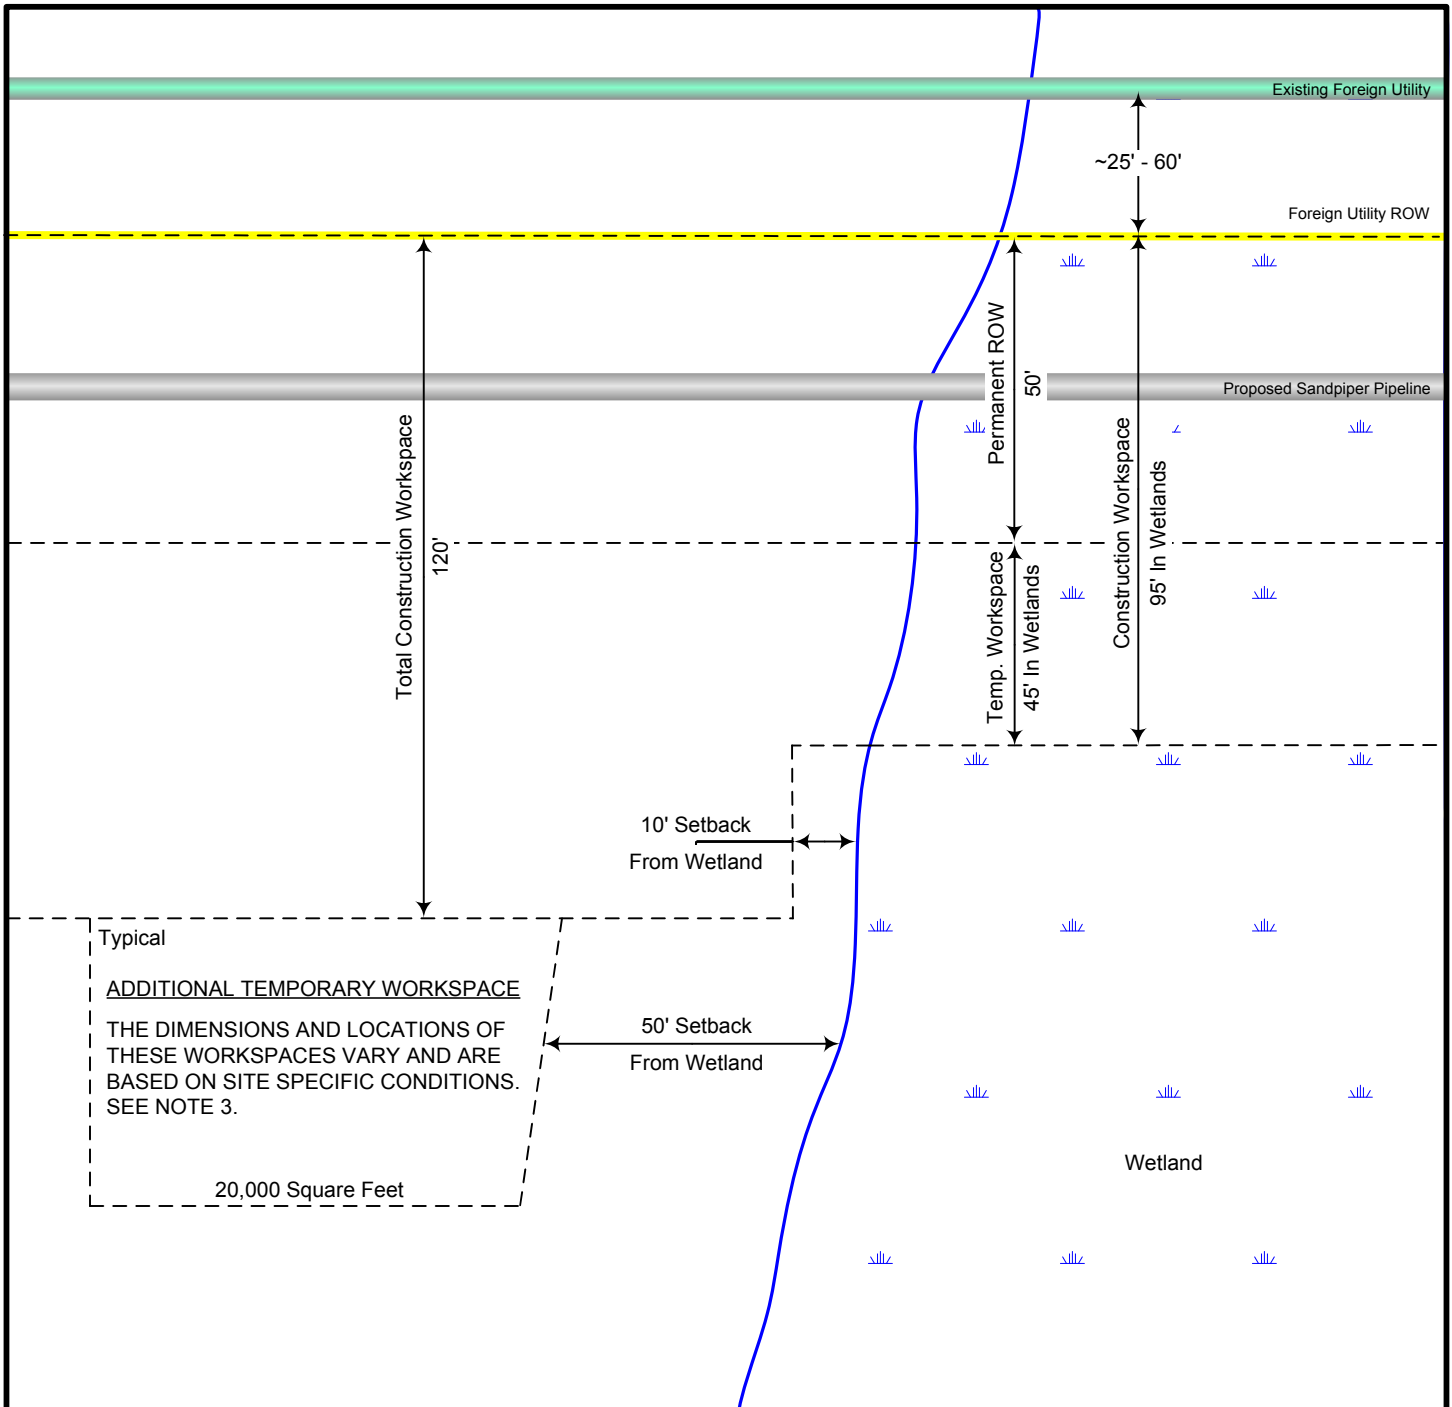 Existing Foreign Utility
~25' - 60'
Foreign Utility ROW
Permanent ROW
50'
Proposed Sandpiper Pipeline
Total Construction Workspace
120'
Construction Workspace
95' In Wetlands
Temp. Workspace
45' In Wetlands
10' Setback
From Wetland
Typical
ADDITIONAL TEMPORARY WORKSPACE
THE DIMENSIONS AND LOCATIONS OF
THESE WORKSPACES VARY AND ARE
BASED ON SITE SPECIFIC CONDITIONS.
SEE NOTE 3.
50' Setback
From Wetland
Wetland
20,000 Square Feet